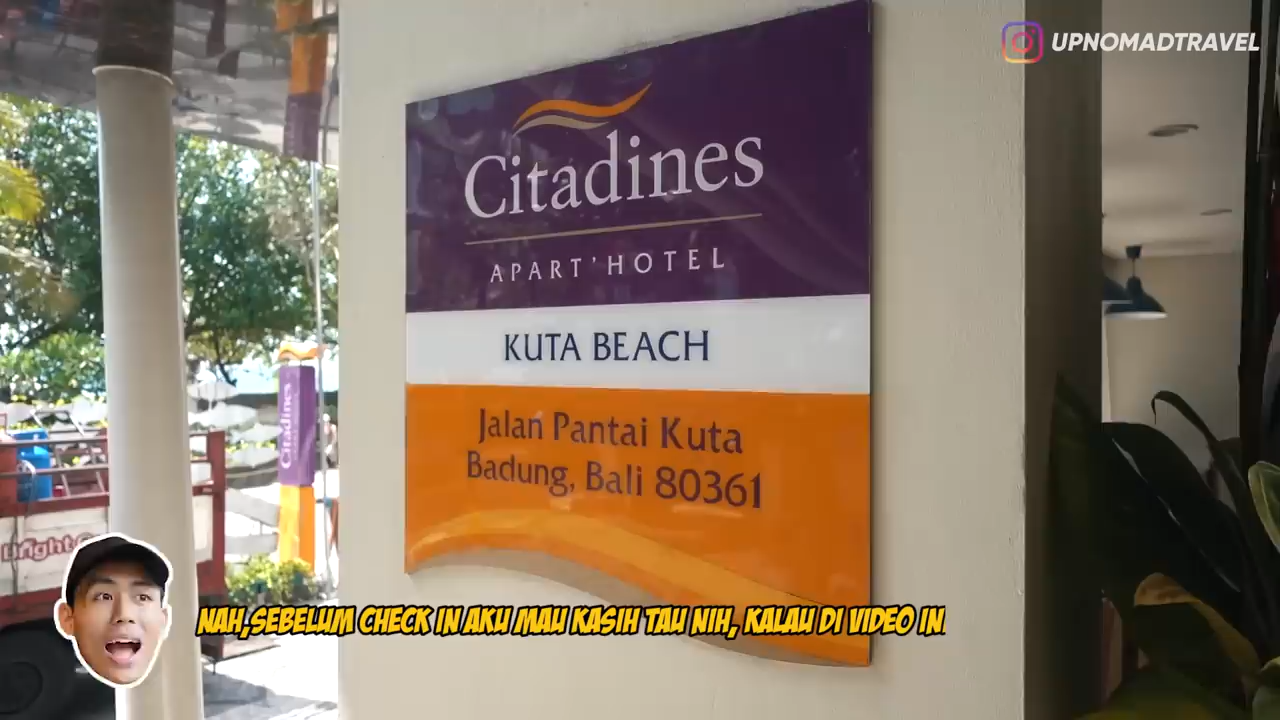 UPNOMADTRAVEL
Citadines
APART'HOTEL
KUTA BEACH
Jalan Pantai Kuta
Badung, Bali 80361
Citadines
NAH,SEBELUM CHECK IN AKU MAU KASIH TAU NIH, KALAU DI VIDEO IN